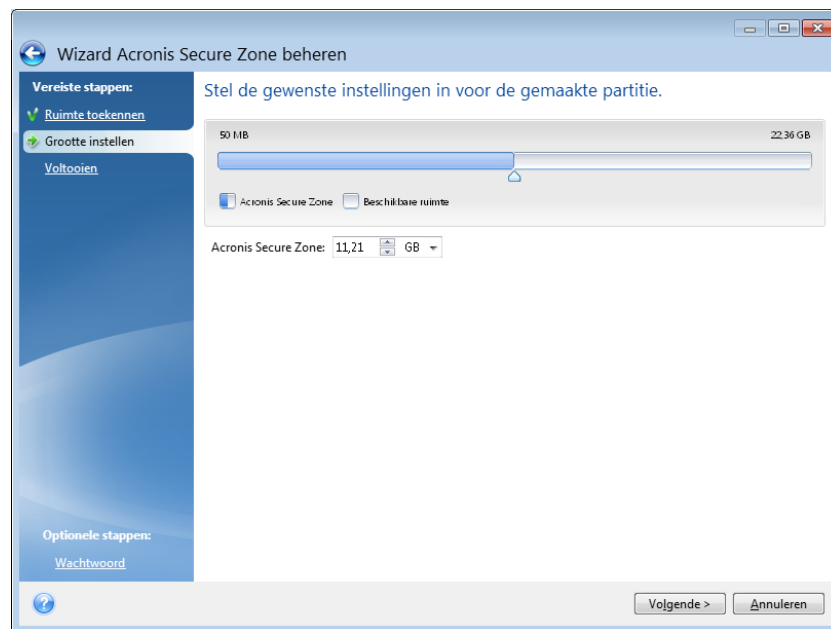 Wizard Acronis Secure Zone beheren
Vereiste stappen:
Ruimte toekennen
Grootte instellen
Voltooien
Optionele stappen:
Wachtwoord
Stel de gewenste instellingen in voor de gemaakte partitie.
50 MB 22,36 GB
Acronis Secure Zone Beschikbare ruimte
Acronis Secure Zone: 11,21 GB
? Volgende > Annuleren